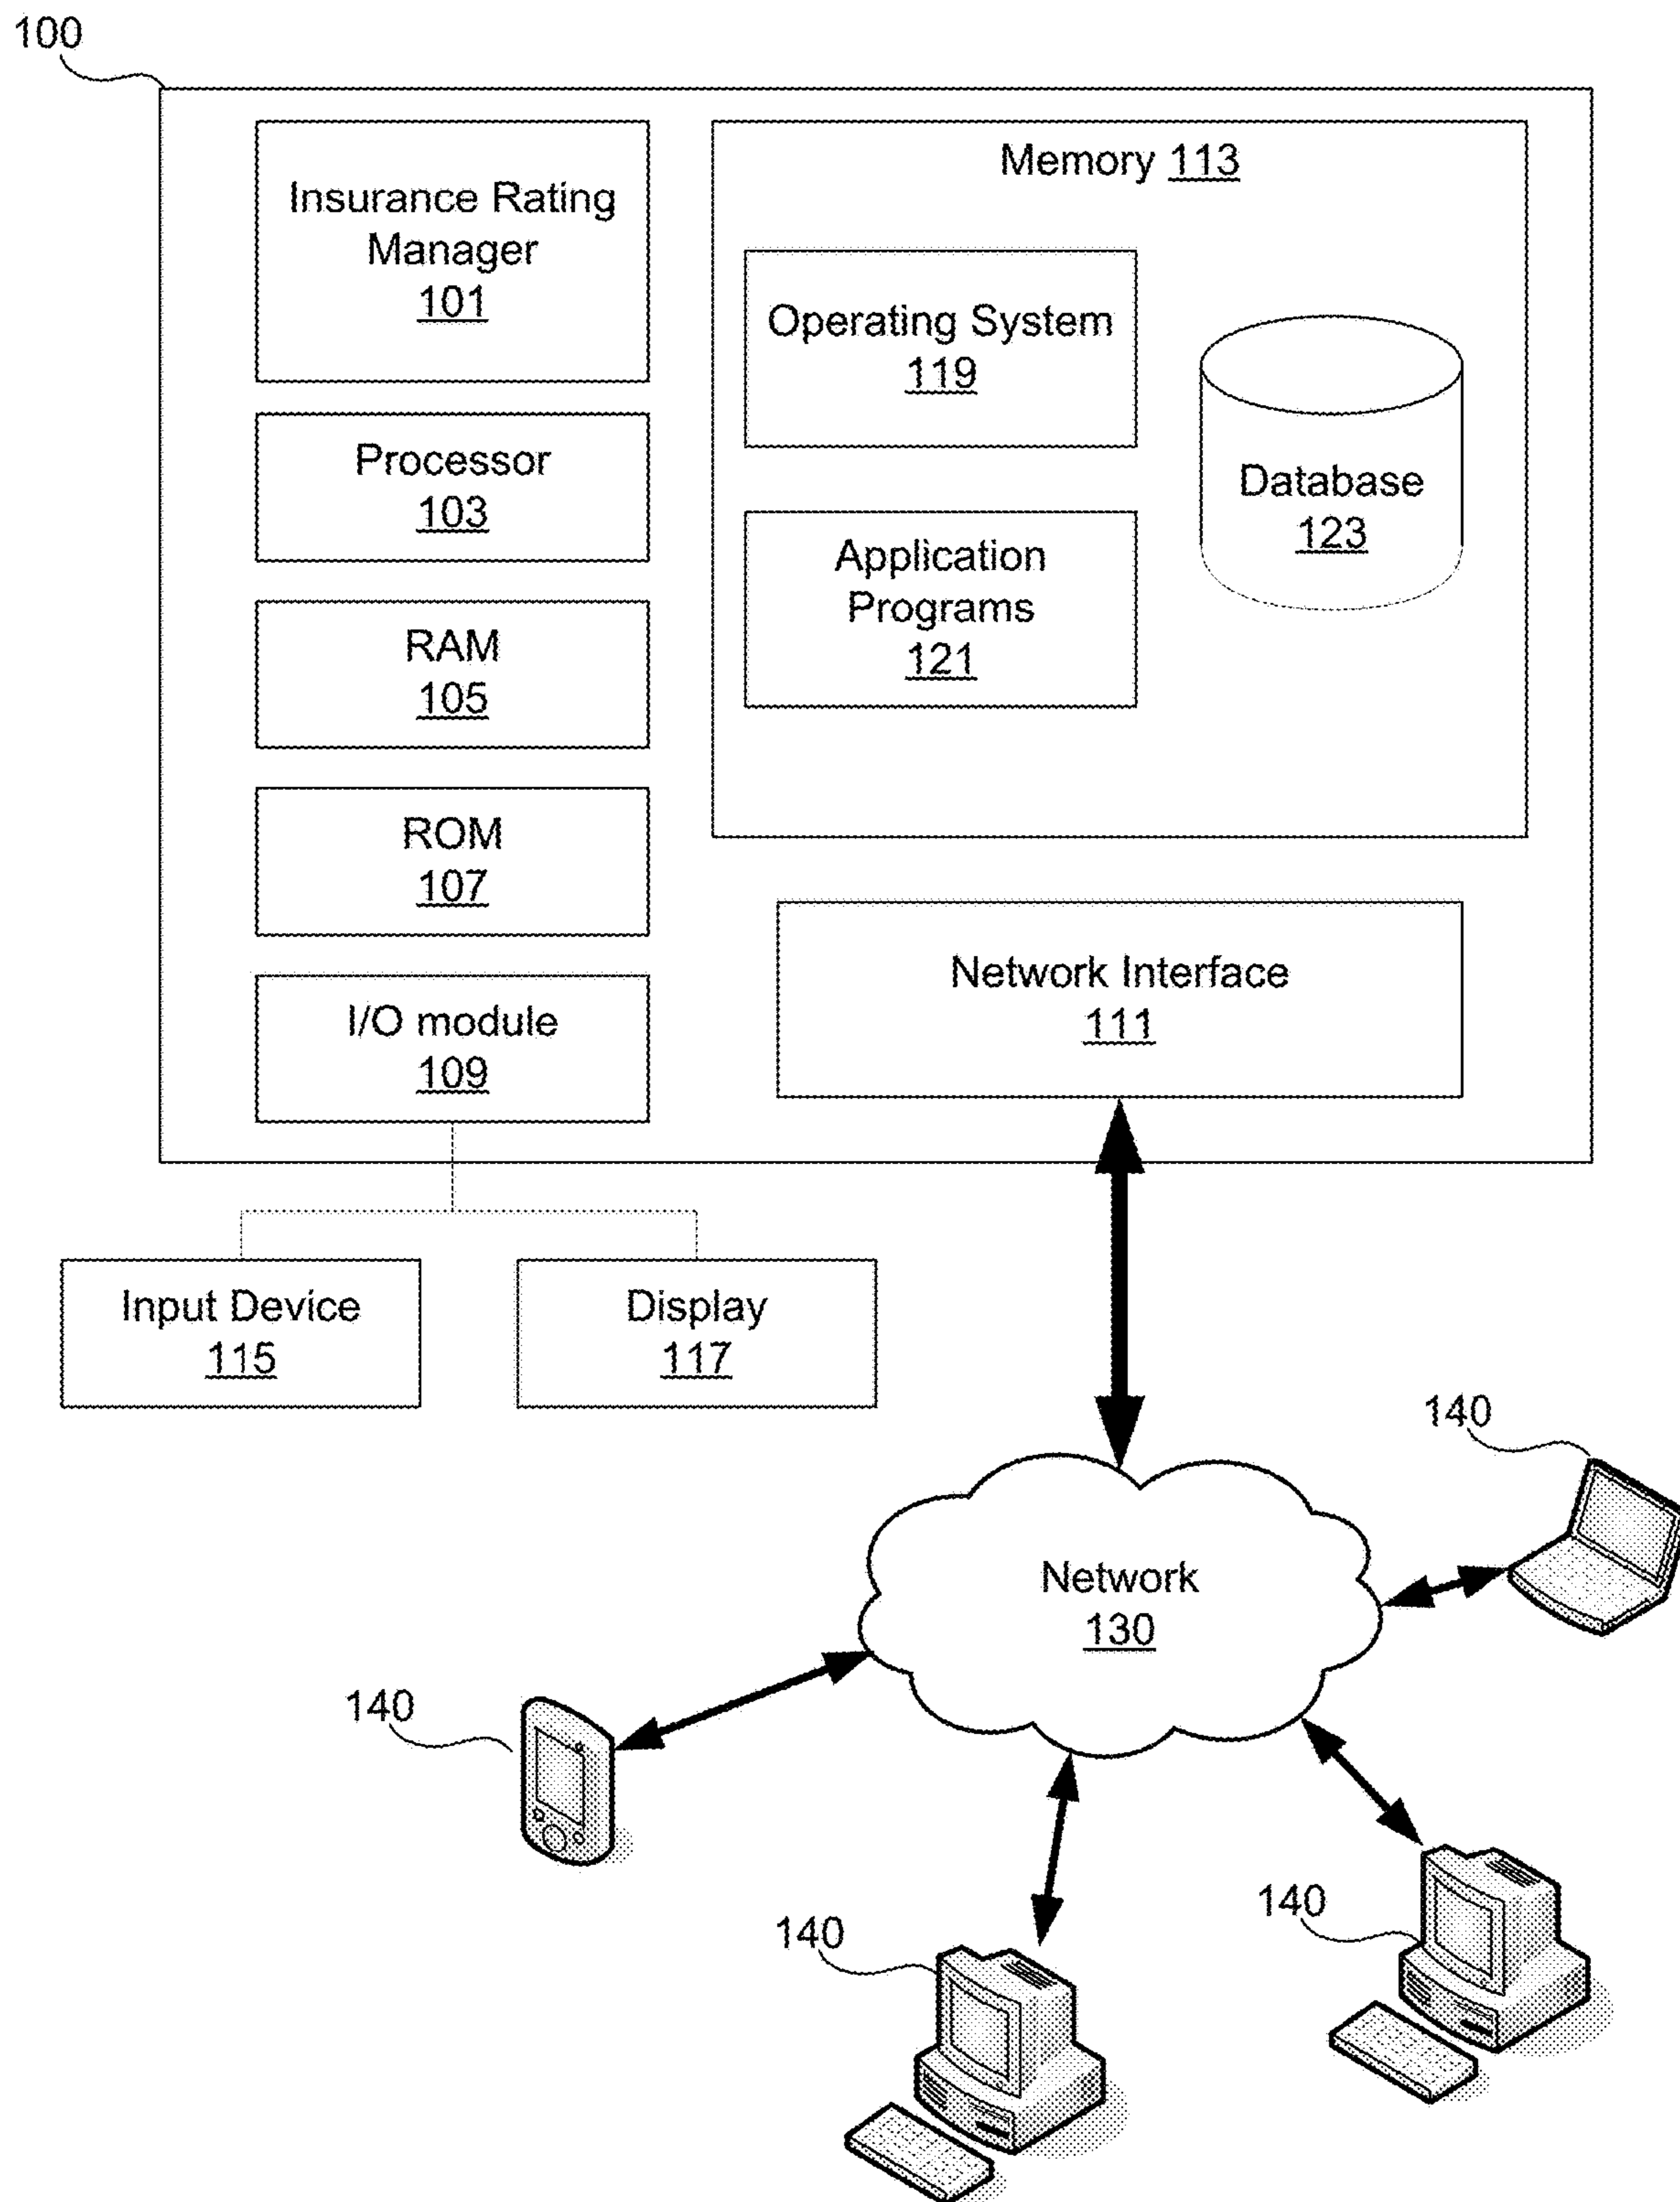 100
Insurance Rating
Manager
101
Processor
103
RAM
105
ROM
107
I/O module
109
Memory 113
Operating System
119
Application
Programs
121
Database
123
Network Interface
111
Input Device
115
Display
117
140
Network
130
140
140
140